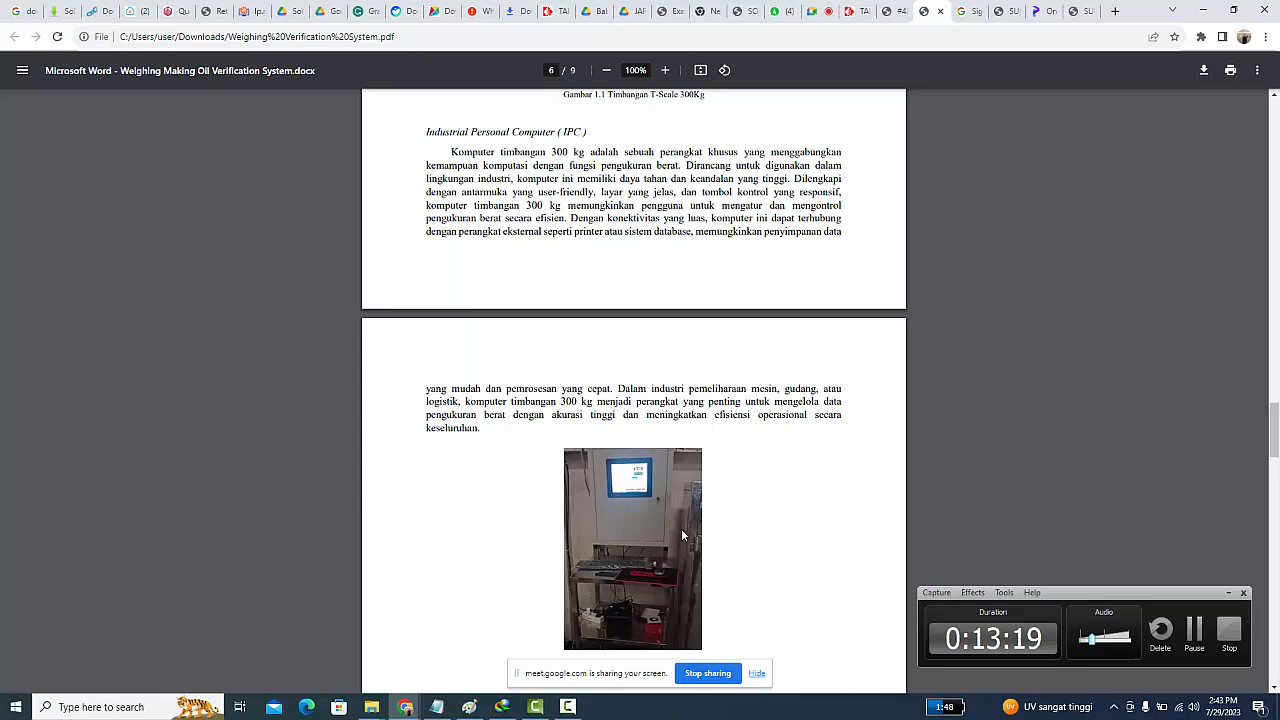 File
C:/Users/user/Downloads/Weighing%20Verification%20System.pdf
Microsoft Word - Weighing Making Oil Verification System.docx
6 / 9
100%
Gambar 1.1 Timbangan T-Scale 300Kg
Industrial Personal Computer ( IPC )
Komputer timbangan 300 kg adalah sebuah perangkat khusus yang menggabungkan
kemampuan komputasi dengan fungsi pengukuran berat. Dirancang untuk digunakan dalam
lingkungan industri, komputer ini memiliki daya tahan dan keandalan yang tinggi. Dilengkapi
dengan antarmuka yang user-friendly, layar yang jelas, dan tombol kontrol yang responsif,
komputer timbangan 300 kg memungkinkan pengguna untuk mengatur dan mengontrol
pengukuran berat secara efisien. Dengan konektivitas yang luas, komputer ini dapat terhubung
dengan perangkat eksternal seperti printer atau sistem database, memungkinkan penyimpanan data
yang mudah dan pemrosesan yang cepat. Dalam industri pemeliharaan mesin, gudang, atau
logistik, komputer timbangan 300 kg menjadi perangkat yang penting untuk mengelola data
pengukuran berat dengan akurasi tinggi dan meningkatkan efisiensi operasional secara
keseluruhan.
Capture Effects Tools Help
Duration
Audio
0:13:19
Delete
Pause
Stop
meet.google.com is sharing your screen.
Stop sharing
Hide
Type here to search
1:48
UV sangat tinggi
2:43 PM
7/29/2023